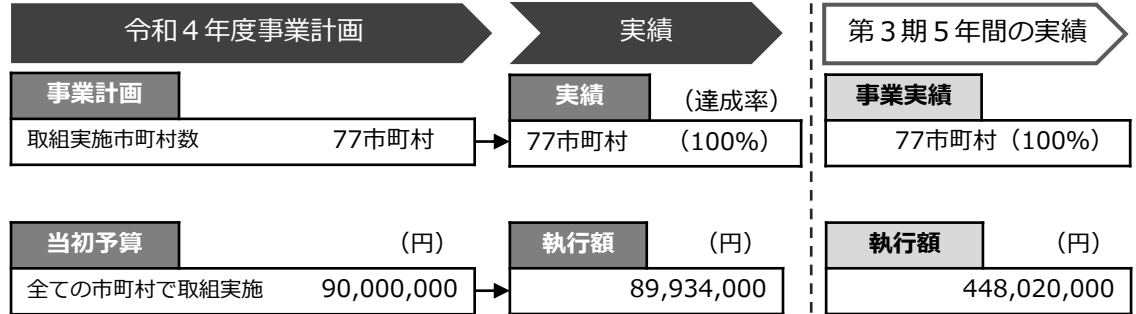 令和４年度事業計画 実績 第３期５年間の実績
事業計画 実績 （達成率） 事業実績
取組実施市町村数 77市町村 77市町村 （100%） 77市町村（100%）
当初予算 （円） 執行額 （円） 執行額 （円）
全ての市町村で取組実施 90,000,000 89,934,000 448,020,000